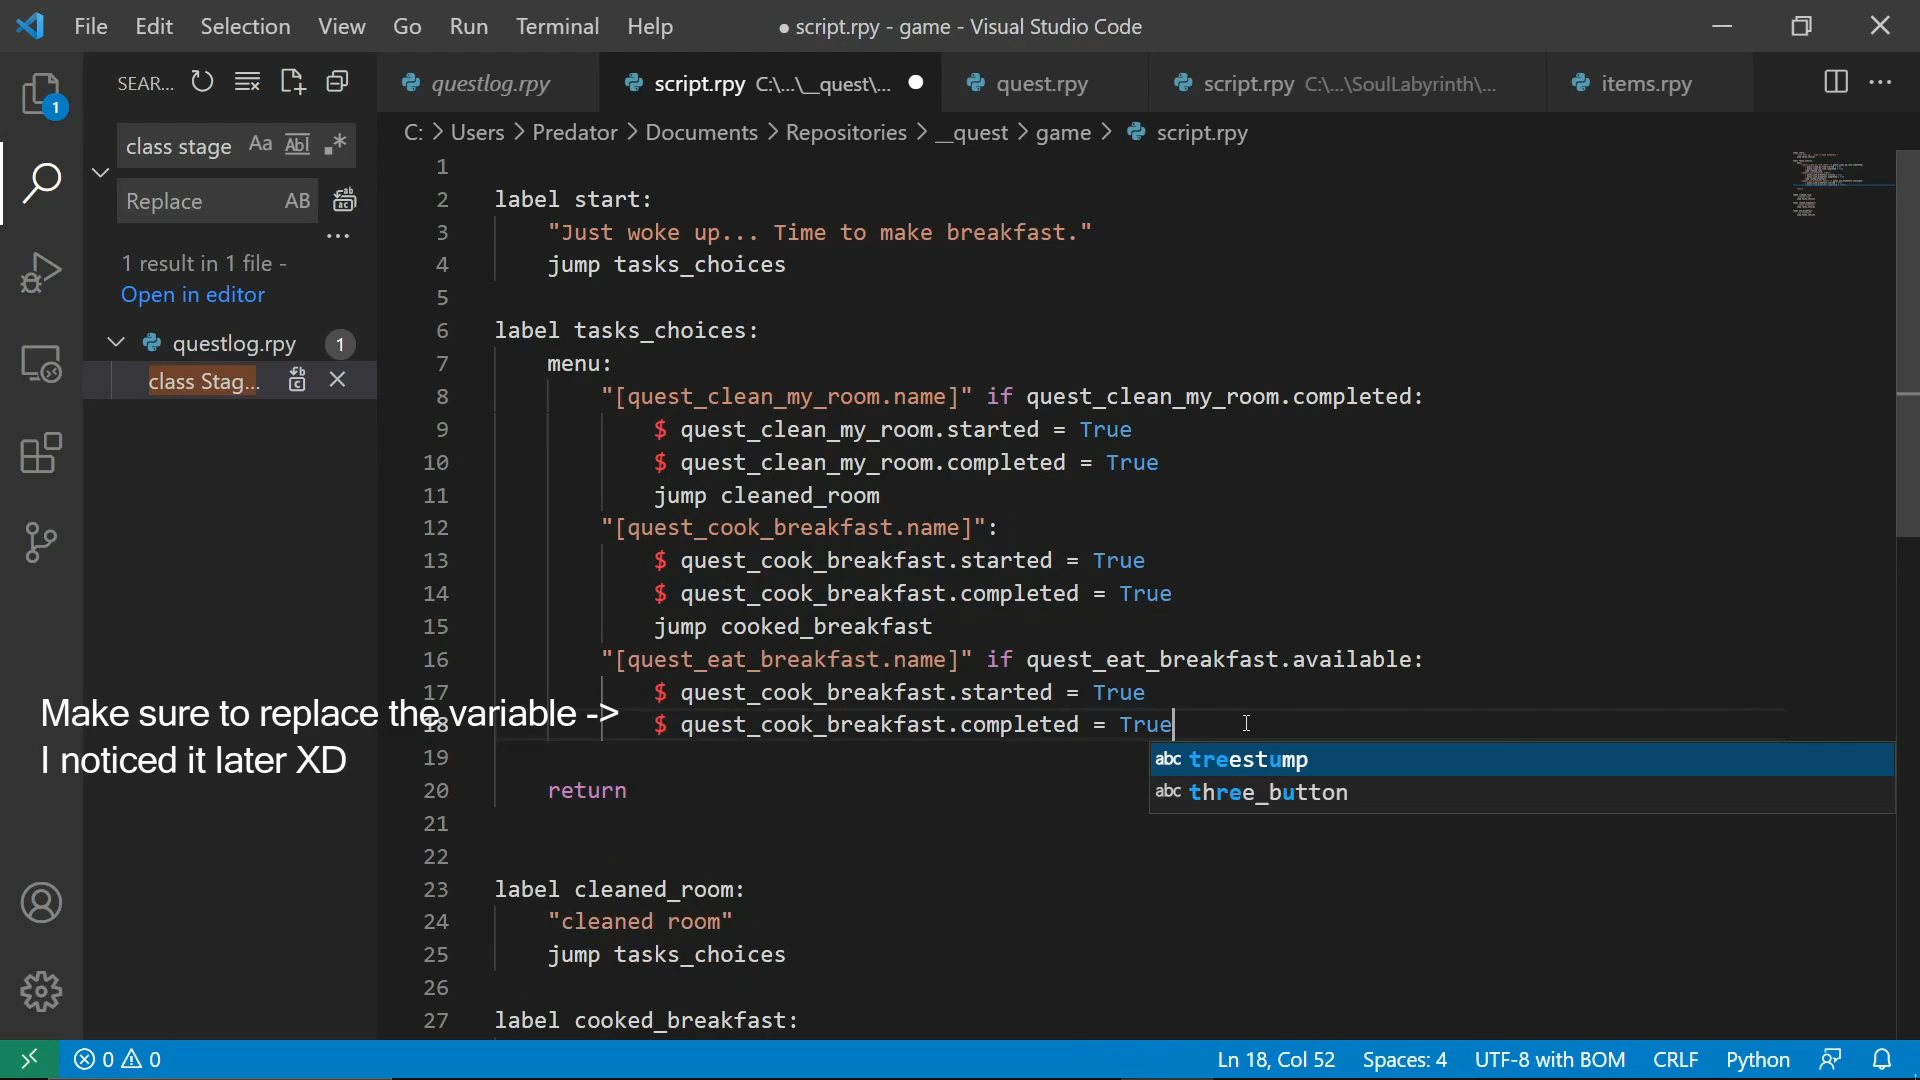 File Edit Selection View Go Run Terminal Help
● script.rpy - game - Visual Studio Code
1
SEAR...
questlog.rpy
script.rpy C:\...\__quest\...
quest.rpy
script.rpy C:\...\SoulLabyrinth\...
items.rpy
class stage Aa Abl .*
Replace AB
1 result in 1 file -
Open in editor
questlog.rpy 1
class Stag...
C: > Users > Predator > Documents > Repositories > __quest > game > script.rpy
1
2 label start:
3 "Just woke up... Time to make breakfast."
4 jump tasks_choices
5
6 label tasks_choices:
7 menu:
8 "[quest_clean_my_room.name]" if quest_clean_my_room.completed:
9 $ quest_clean_my_room.started = True
10 $ quest_clean_my_room.completed = True
11 jump cleaned_room
12 "[quest_cook_breakfast.name]":
13 $ quest_cook_breakfast.started = True
14 $ quest_cook_breakfast.completed = True
15 jump cooked_breakfast
16 "[quest_eat_breakfast.name]" if quest_eat_breakfast.available:
17 $ quest_cook_breakfast.started = True
18 $ quest_cook_breakfast.completed = True
19
20 return
21
22
23 label cleaned_room:
24 "cleaned room"
25 jump tasks_choices
26
27 label cooked_breakfast:
abc treestump
abc three_button
Make sure to replace the variable ->
I noticed it later XD
0 0
Ln 18, Col 52 Spaces: 4 UTF-8 with BOM CRLF Python